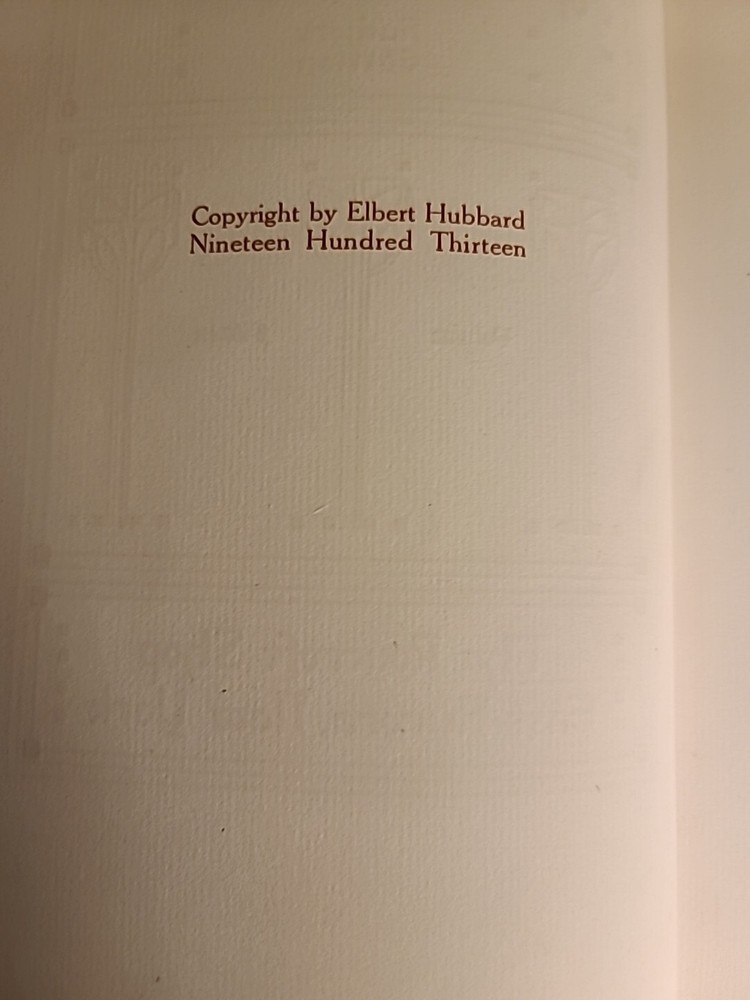 Copyright by Elbert Hubbard
Nineteen Hundred Thirteen